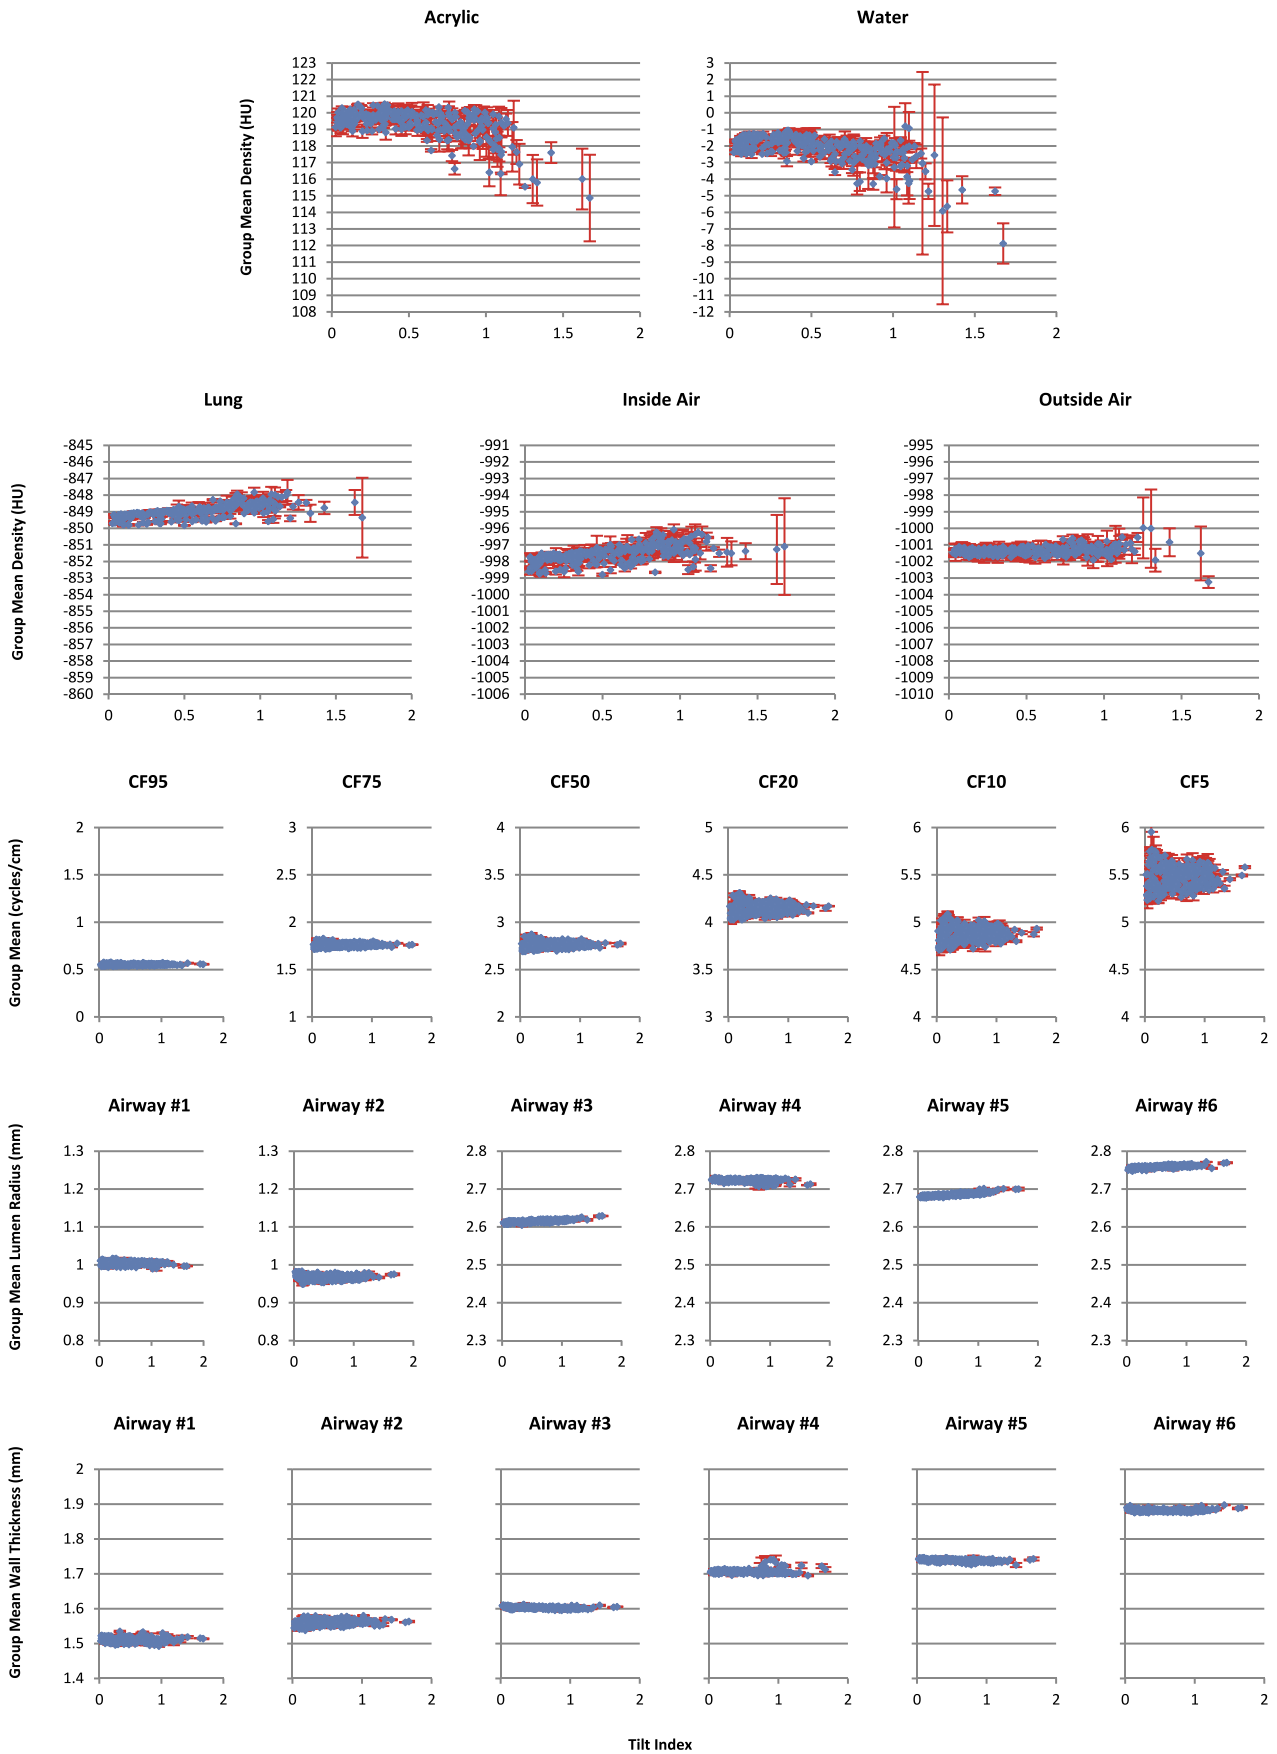 Acrylic
Water
Group Mean Density (HU)
123
122
121
120
119
118
117
116
115
114
113
112
111
110
109
108
0 0.5 1 1.5 2
3
2
1
0
-1
-2
-3
-4
-5
-6
-7
-8
-9
-10
-11
-12
0 0.5 1 1.5 2
Lung
Inside Air
Outside Air
Group Mean Density (HU)
-845
-846
-847
-848
-849
-850
-851
-852
-853
-854
-855
-856
-857
-858
-859
-860
0 0.5 1 1.5 2
-991
-992
-993
-994
-995
-996
-997
-998
-999
-1000
-1001
-1002
-1003
-1004
-1005
-1006
0 0.5 1 1.5 2
-995
-996
-997
-998
-999
-1000
-1001
-1002
-1003
-1004
-1005
-1006
-1007
-1008
-1009
-1010
0 0.5 1 1.5 2
CF95
CF75
CF50
CF20
CF10
CF5
Group Mean (cycles/cm)
2
1.5
1
0.5
0
0 1 2
3
2.5
2
1.5
1
0 1 2
4
3.5
3
2.5
2
0 1 2
5
4.5
4
3.5
3
0 1 2
6
5.5
5
4.5
4
0 1 2
6
5.5
5
4.5
4
0 1 2
Airway #1
Airway #2
Airway #3
Airway #4
Airway #5
Airway #6
Group Mean Lumen Radius (mm)
1.3
1.2
1.1
1
0.9
0.8
0 1 2
1.3
1.2
1.1
1
0.9
0.8
0 1 2
2.8
2.7
2.6
2.5
2.4
2.3
0 1 2
2.8
2.7
2.6
2.5
2.4
2.3
0 1 2
2.8
2.7
2.6
2.5
2.4
2.3
0 1 2
2.8
2.7
2.6
2.5
2.4
2.3
0 1 2
Airway #1
Airway #2
Airway #3
Airway #4
Airway #5
Airway #6
Group Mean Wall Thickness (mm)
2
1.9
1.8
1.7
1.6
1.5
1.4
0 1 2
0 1 2
0 1 2
0 1 2
0 1 2
0 1 2
Tilt Index